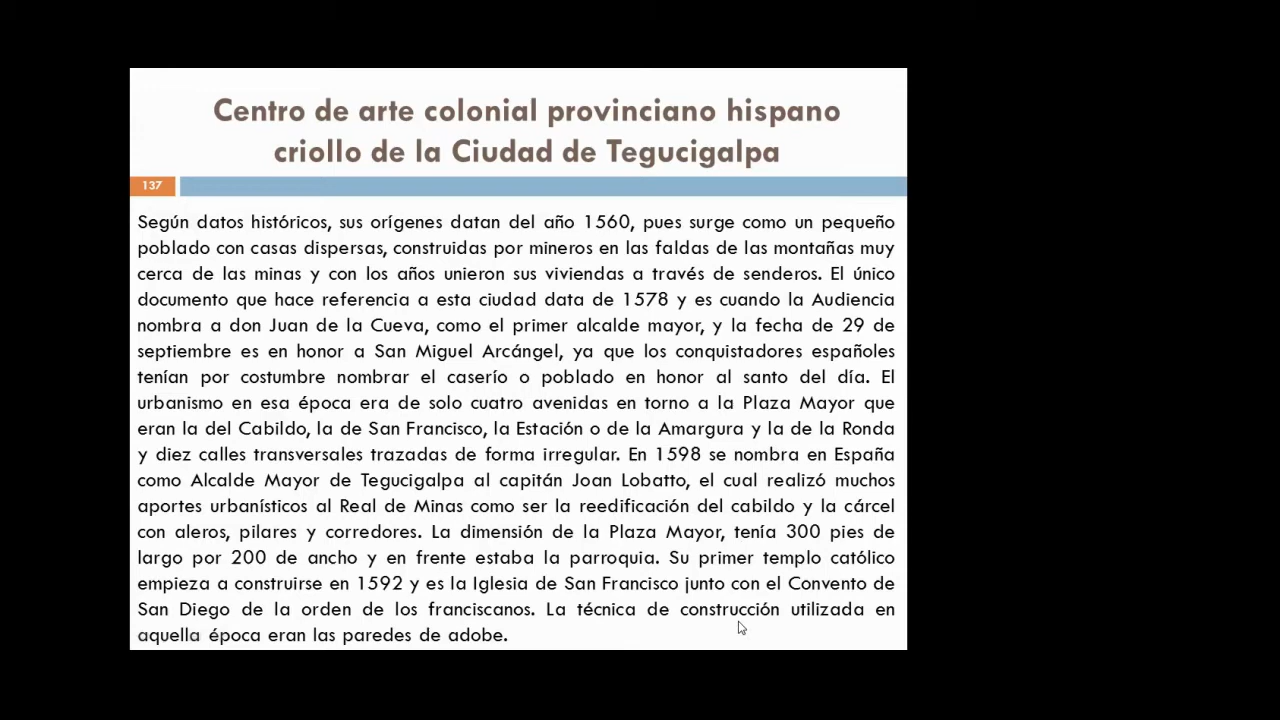 Centro de arte colonial provinciano hispano
criollo de la Ciudad de Tegucigalpa
137
Según datos históricos, sus orígenes datan del año 1560, pues surge como un pequeño
poblado con casas dispersas, construidas por mineros en las faldas de las montañas muy
cerca de las minas y con los años unieron sus viviendas a través de senderos. El único
documento que hace referencia a esta ciudad data de 1578 y es cuando la Audiencia
nombra a don Juan de la Cueva, como el primer alcalde mayor, y la fecha de 29 de
septiembre es en honor a San Miguel Arcángel, ya que los conquistadores españoles
tenían por costumbre nombrar el caserío o poblado en honor al santo del día. El
urbanismo en esa época era de solo cuatro avenidas en torno a la Plaza Mayor que
eran la del Cabildo, la de San Francisco, la Estación o de la Amargura y la de la Ronda
y diez calles transversales trazadas de forma irregular. En 1598 se nombra en España
como Alcalde Mayor de Tegucigalpa al capitán Joan Lobatto, el cual realizó muchos
aportes urbanísticos al Real de Minas como ser la reedificación del cabildo y la cárcel
con aleros, pilares y corredores. La dimensión de la Plaza Mayor, tenía 300 pies de
largo por 200 de ancho y en frente estaba la parroquia. Su primer templo católico
empieza a construirse en 1592 y es la Iglesia de San Francisco junto con el Convento de
San Diego de la orden de los franciscanos. La técnica de construcción utilizada en
aquella época eran las paredes de adobe.